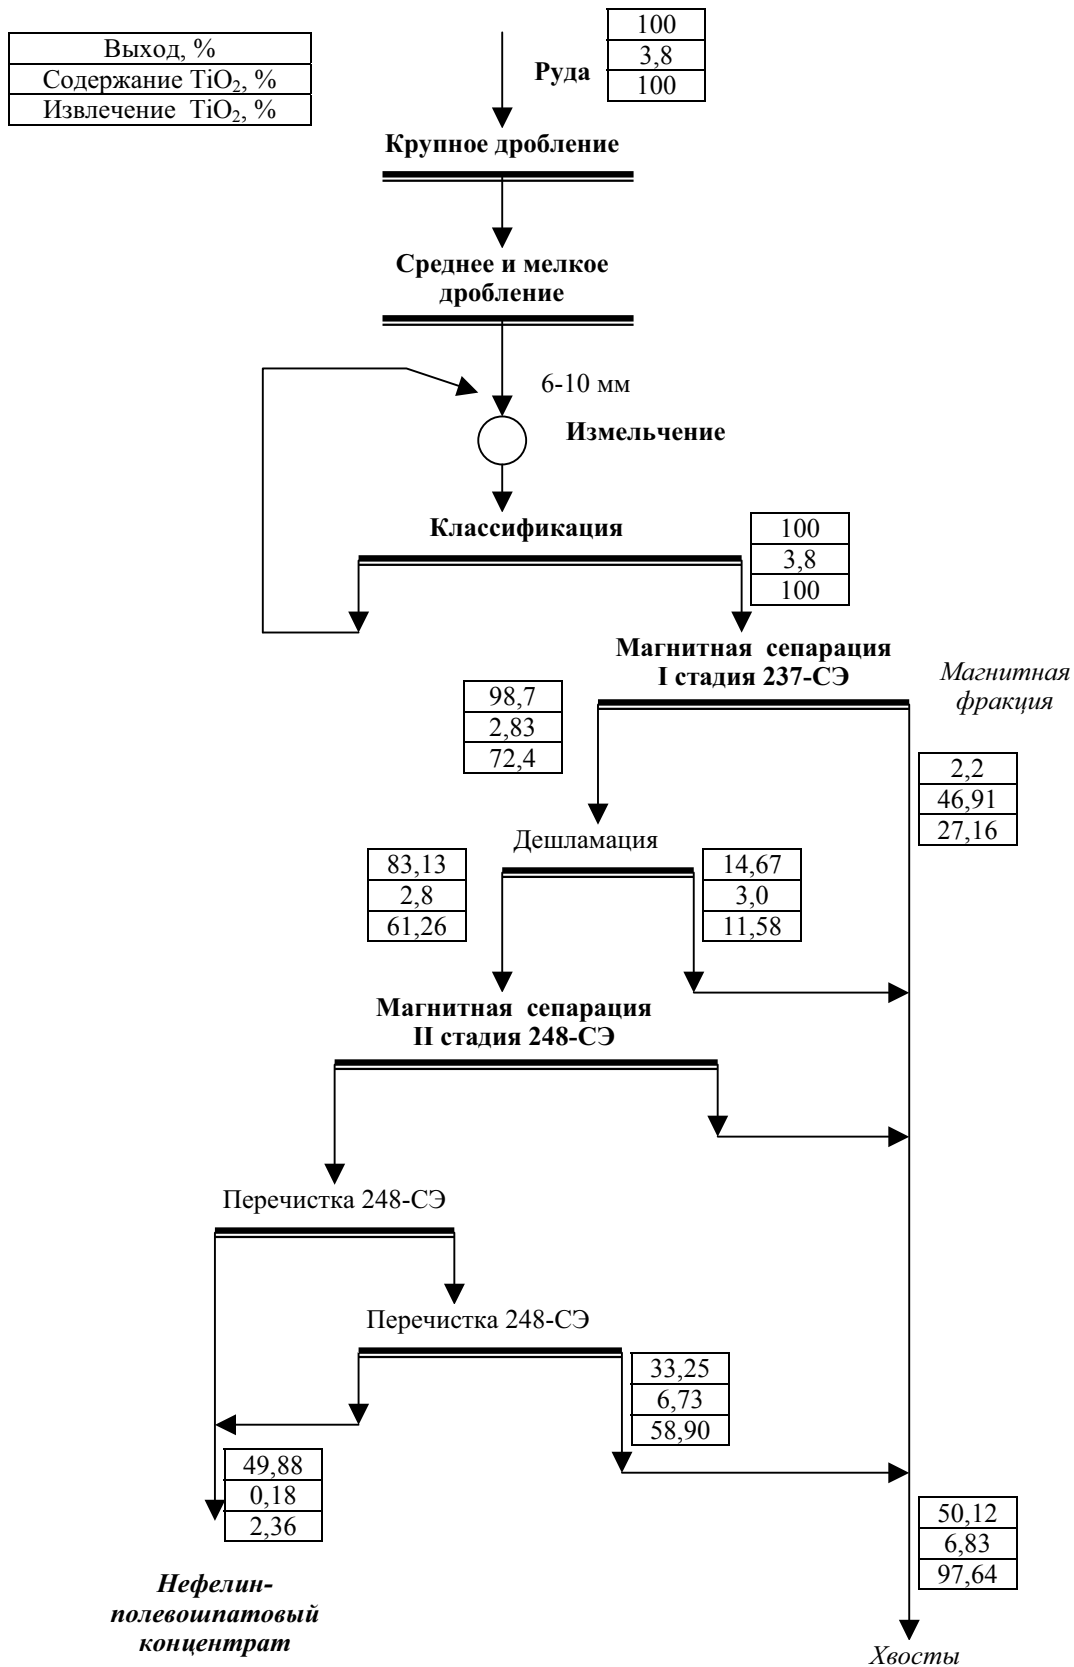 100
3,8
100
Выход, %
Содержание TiO₂, %
Извлечение TiO₂, %
Руда
Крупное дробление
Среднее и мелкое
дробление
6-10 мм
Измельчение
Классификация
100
3,8
100
Магнитная сепарация
I стадия 237-СЭ
Магнитная
фракция
98,7
2,83
72,4
2,2
46,91
27,16
Дешламация
83,13
2,8
61,26
14,67
3,0
11,58
Магнитная сепарация
II стадия 248-СЭ
Перечистка 248-СЭ
Перечистка 248-СЭ
33,25
6,73
58,90
49,88
0,18
2,36
50,12
6,83
97,64
Нефелин-
полевошпатовый
концентрат
Хвосты